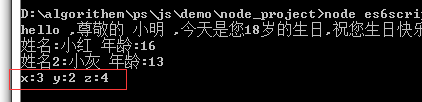 D:\algorithem\ps\js\demo\node_project>node es6scrip
hello ,尊敬的 小明 ,今天是您18岁的生日,祝您生日快乐
姓名:小红 年龄:16
姓名2:小灰 年龄:13
x:3 y:2 z:4